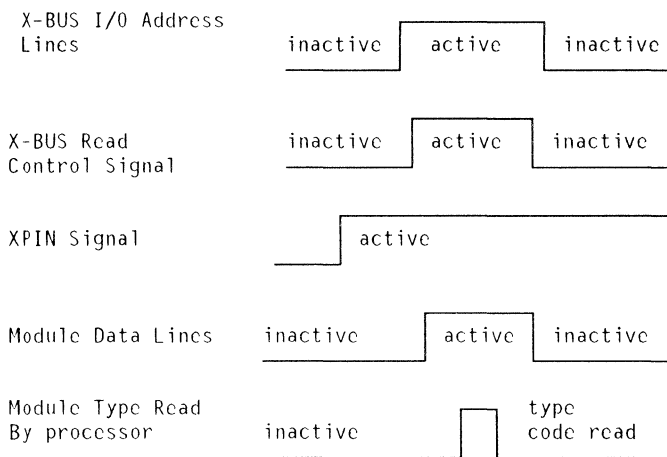 X-BUS I/O Address
Lines
inactive active inactive
X-BUS Read
Control Signal
inactive active inactive
XPIN Signal
active
Module Data Lines
inactive active inactive
Module Type Read
By processor
inactive
type
code read